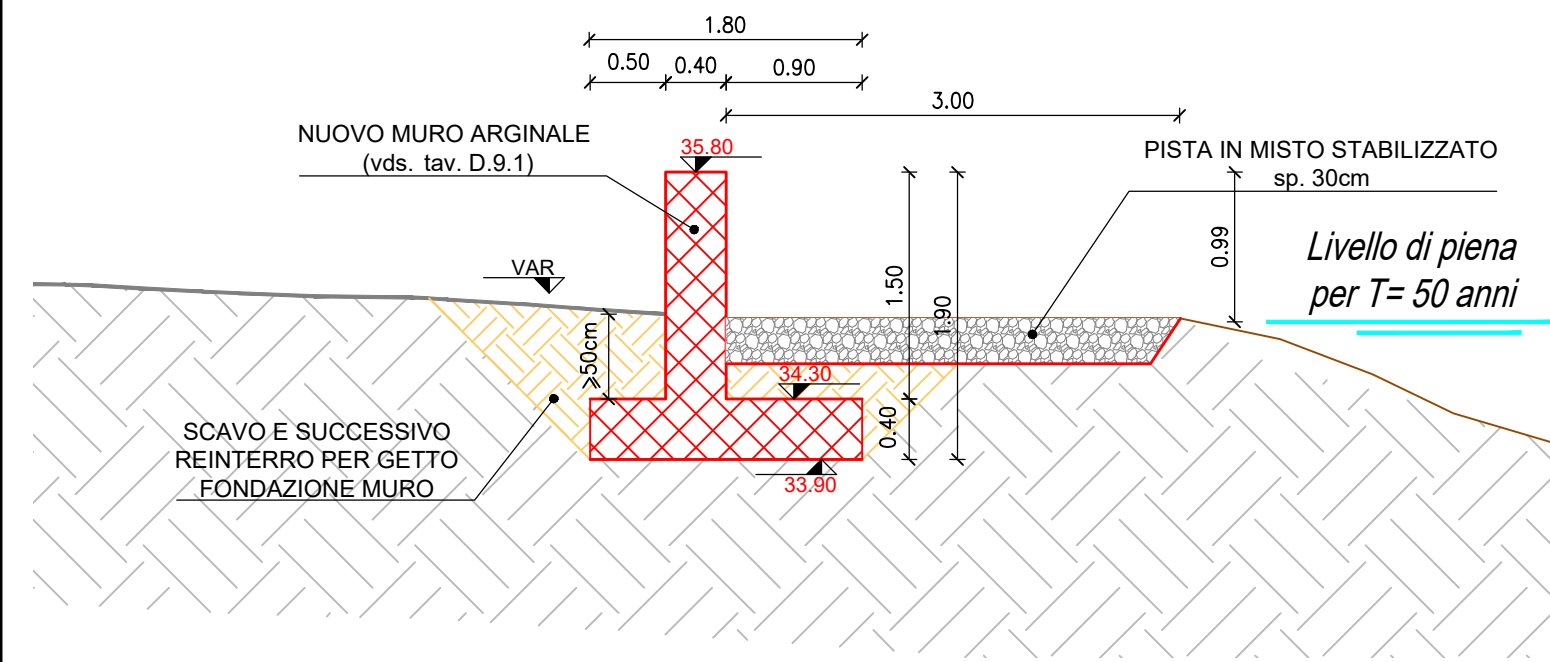 1.80
0.50
0.40
0.90
3.00
NUOVO MURO ARGINALE
(vds. tav. D.9.1)
35.80
PISTA IN MISTO STABILIZZATO
sp. 30cm
0.99
Livello di piena
per T= 50 anni
VAR
1.50
1.90
≥50cm
34.30
0.40
SCAVO E SUCCESSIVO
REINTERRO PER GETTO
FONDAZIONE MURO
33.90